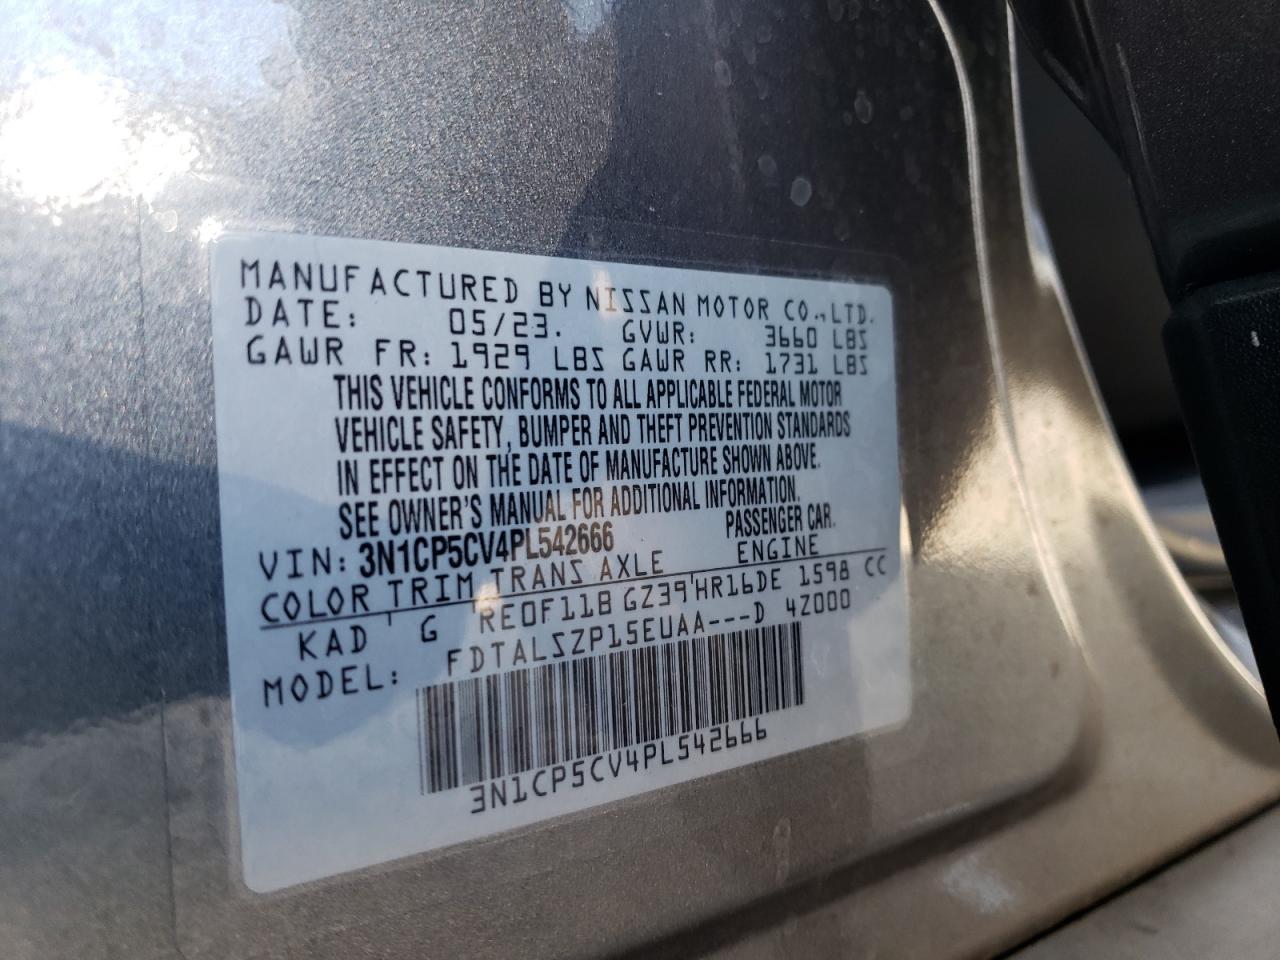 MANUFACTURED BY NISSAN MOTOR CO.,LTD.
DATE: 05/23. GVWR: 3660 LBS
GAWR FR: 1929 LBS GAWR RR: 1731 LBS
THIS VEHICLE CONFORMS TO ALL APPLICABLE FEDERAL MOTOR
VEHICLE SAFETY, BUMPER AND THEFT PREVENTION STANDARDS
IN EFFECT ON THE DATE OF MANUFACTURE SHOWN ABOVE.
SEE OWNER'S MANUAL FOR ADDITIONAL INFORMATION.
VIN: 3N1CP5CV4PL542666 PASSENGER CAR.
COLOR TRIM TRANS AXLE ENGINE
KAD G RE0F11B GZ39 HR16DE 1598 CC
MODEL: FDTALSZP15EUAA---D 4Z000
3N1CP5CV4PL542666